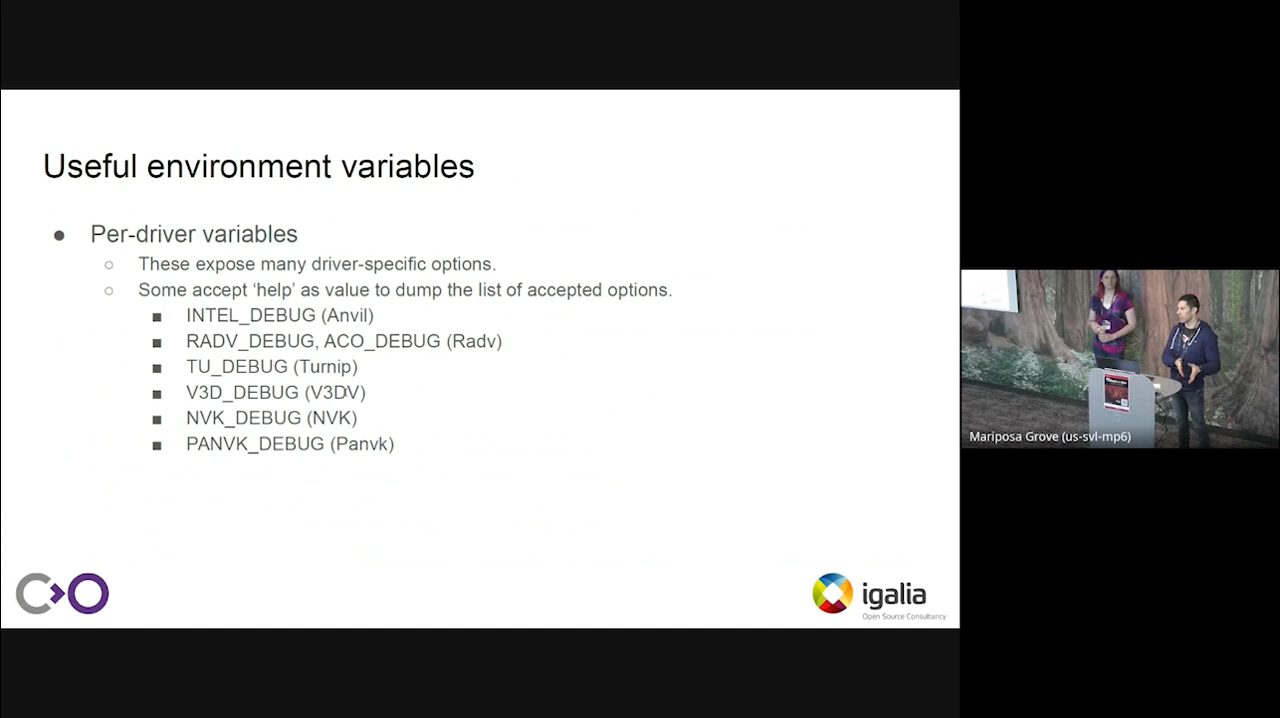 Useful environment variables
● Per-driver variables
○ These expose many driver-specific options.
○ Some accept ‘help’ as value to dump the list of accepted options.
■ INTEL_DEBUG (Anvil)
■ RADV_DEBUG, ACO_DEBUG (Radv)
■ TU_DEBUG (Turnip)
■ V3D_DEBUG (V3DV)
■ NVK_DEBUG (NVK)
■ PANVK_DEBUG (Panvk)
igalia
Open Source Consultancy
Mariposa Grove (us-svl-mp6)